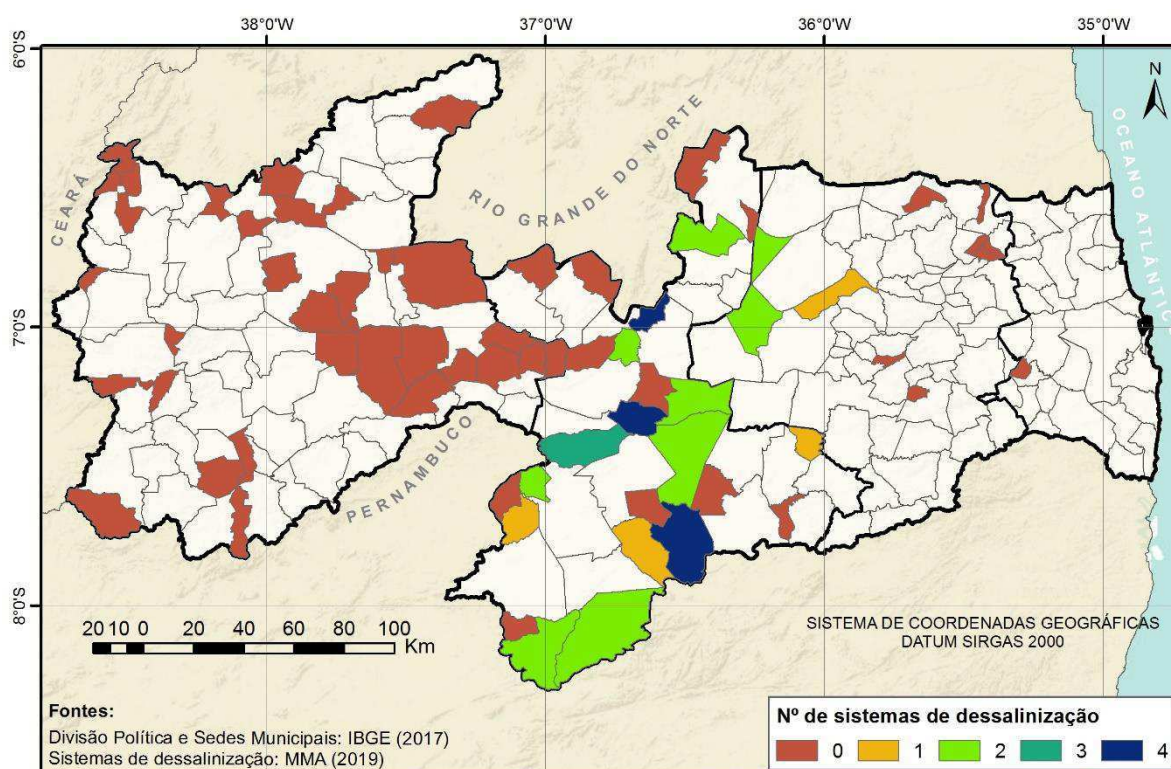 38°0'W 37°0'W 36°0'W 35°0'W
6°0'S
7°0'S
8°0'S
N
CEARÁ
RIO GRANDE DO NORTE
OCEANO ATLÂNTIC
PERNAMBUCO
20 10 0 20 40 60 80 100
Km
SISTEMA DE COORDENADAS GEOGRÁFICAS
DATUM SIRGAS 2000
Fontes:
Divisão Política e Sedes Municipais: IBGE (2017)
Sistemas de dessalinização: MMA (2019)
Nº de sistemas de dessalinização
0 1 2 3 4